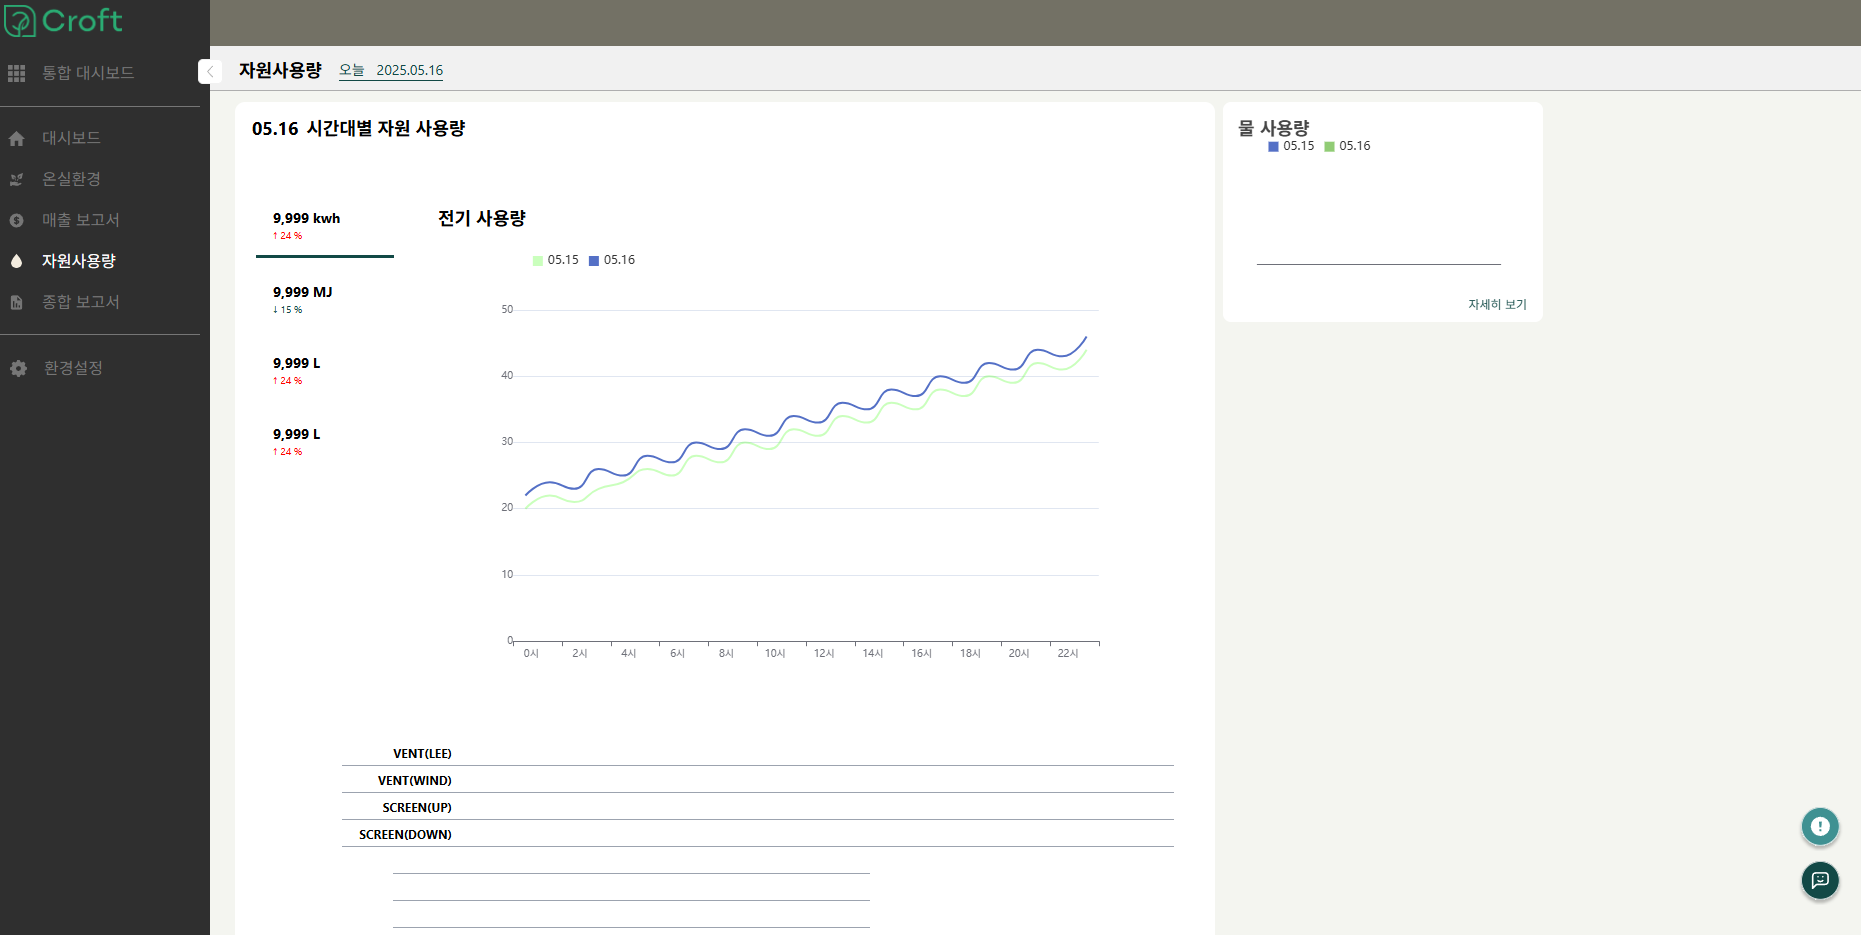 Croft
통합 대시보드
대시보드
온실환경
매출 보고서
자원사용량
종합 보고서
환경설정
자원사용량 오늘 2025.05.16
05.16 시간대별 자원 사용량
9,999 kwh
↑ 24 %
9,999 MJ
↓ 15 %
9,999 L
↑ 24 %
9,999 L
↑ 24 %
전기 사용량
05.15 05.16
50
40
30
20
10
0
0시 2시 4시 6시 8시 10시 12시 14시 16시 18시 20시 22시
VENT(LEE)
VENT(WIND)
SCREEN(UP)
SCREEN(DOWN)
물 사용량
05.15 05.16
자세히 보기